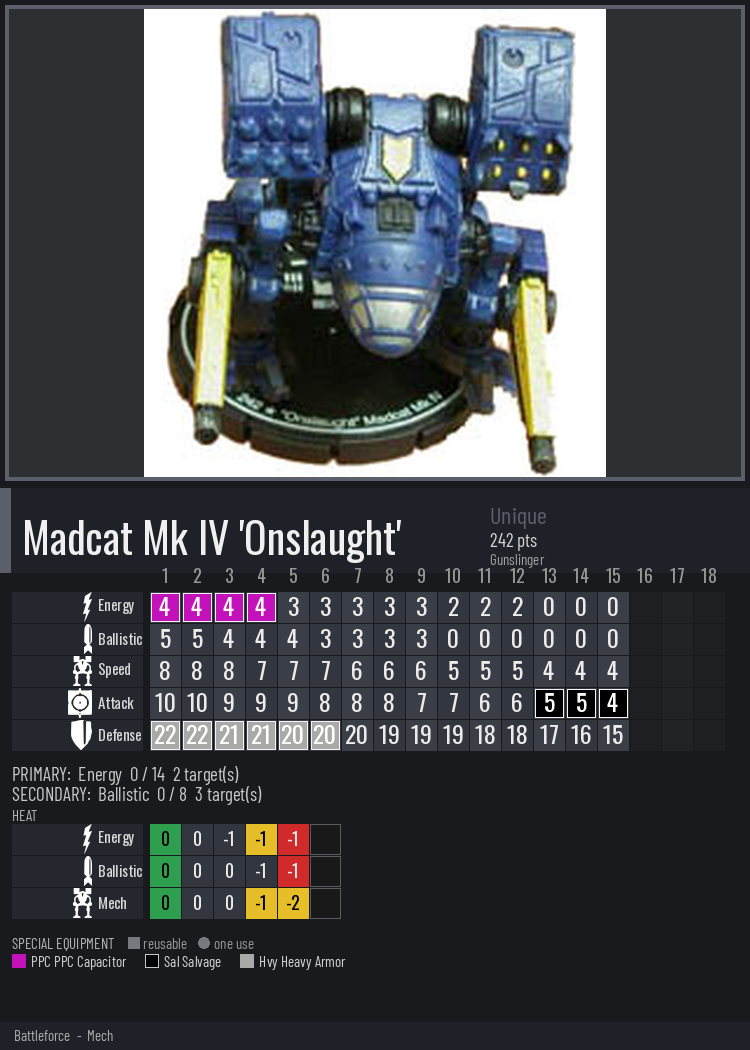 242 ★ "Onslaught" Madcat Mk IV
Madcat Mk IV 'Onslaught'
Unique
242 pts
Gunslinger
1 2 3 4 5 6 7 8 9 10 11 12 13 14 15 16 17 18
Energy 4 4 4 4 3 3 3 3 3 2 2 2 0 0 0
Ballistic 5 5 4 4 4 3 3 3 3 0 0 0 0 0 0
Speed 8 8 8 7 7 7 6 6 6 5 5 5 4 4 4
Attack 10 10 9 9 9 8 8 8 7 7 6 6 5 5 4
Defense 22 22 21 21 20 20 20 19 19 19 18 18 17 16 15
PRIMARY: Energy 0 / 14 2 target(s)
SECONDARY: Ballistic 0 / 8 3 target(s)
HEAT
Energy 0 0 -1 -1 -1
Ballistic 0 0 0 -1 -1
Mech 0 0 0 -1 -2
SPECIAL EQUIPMENT reusable one use
PPC PPC Capacitor Sal Salvage Hvy Heavy Armor
Battleforce - Mech